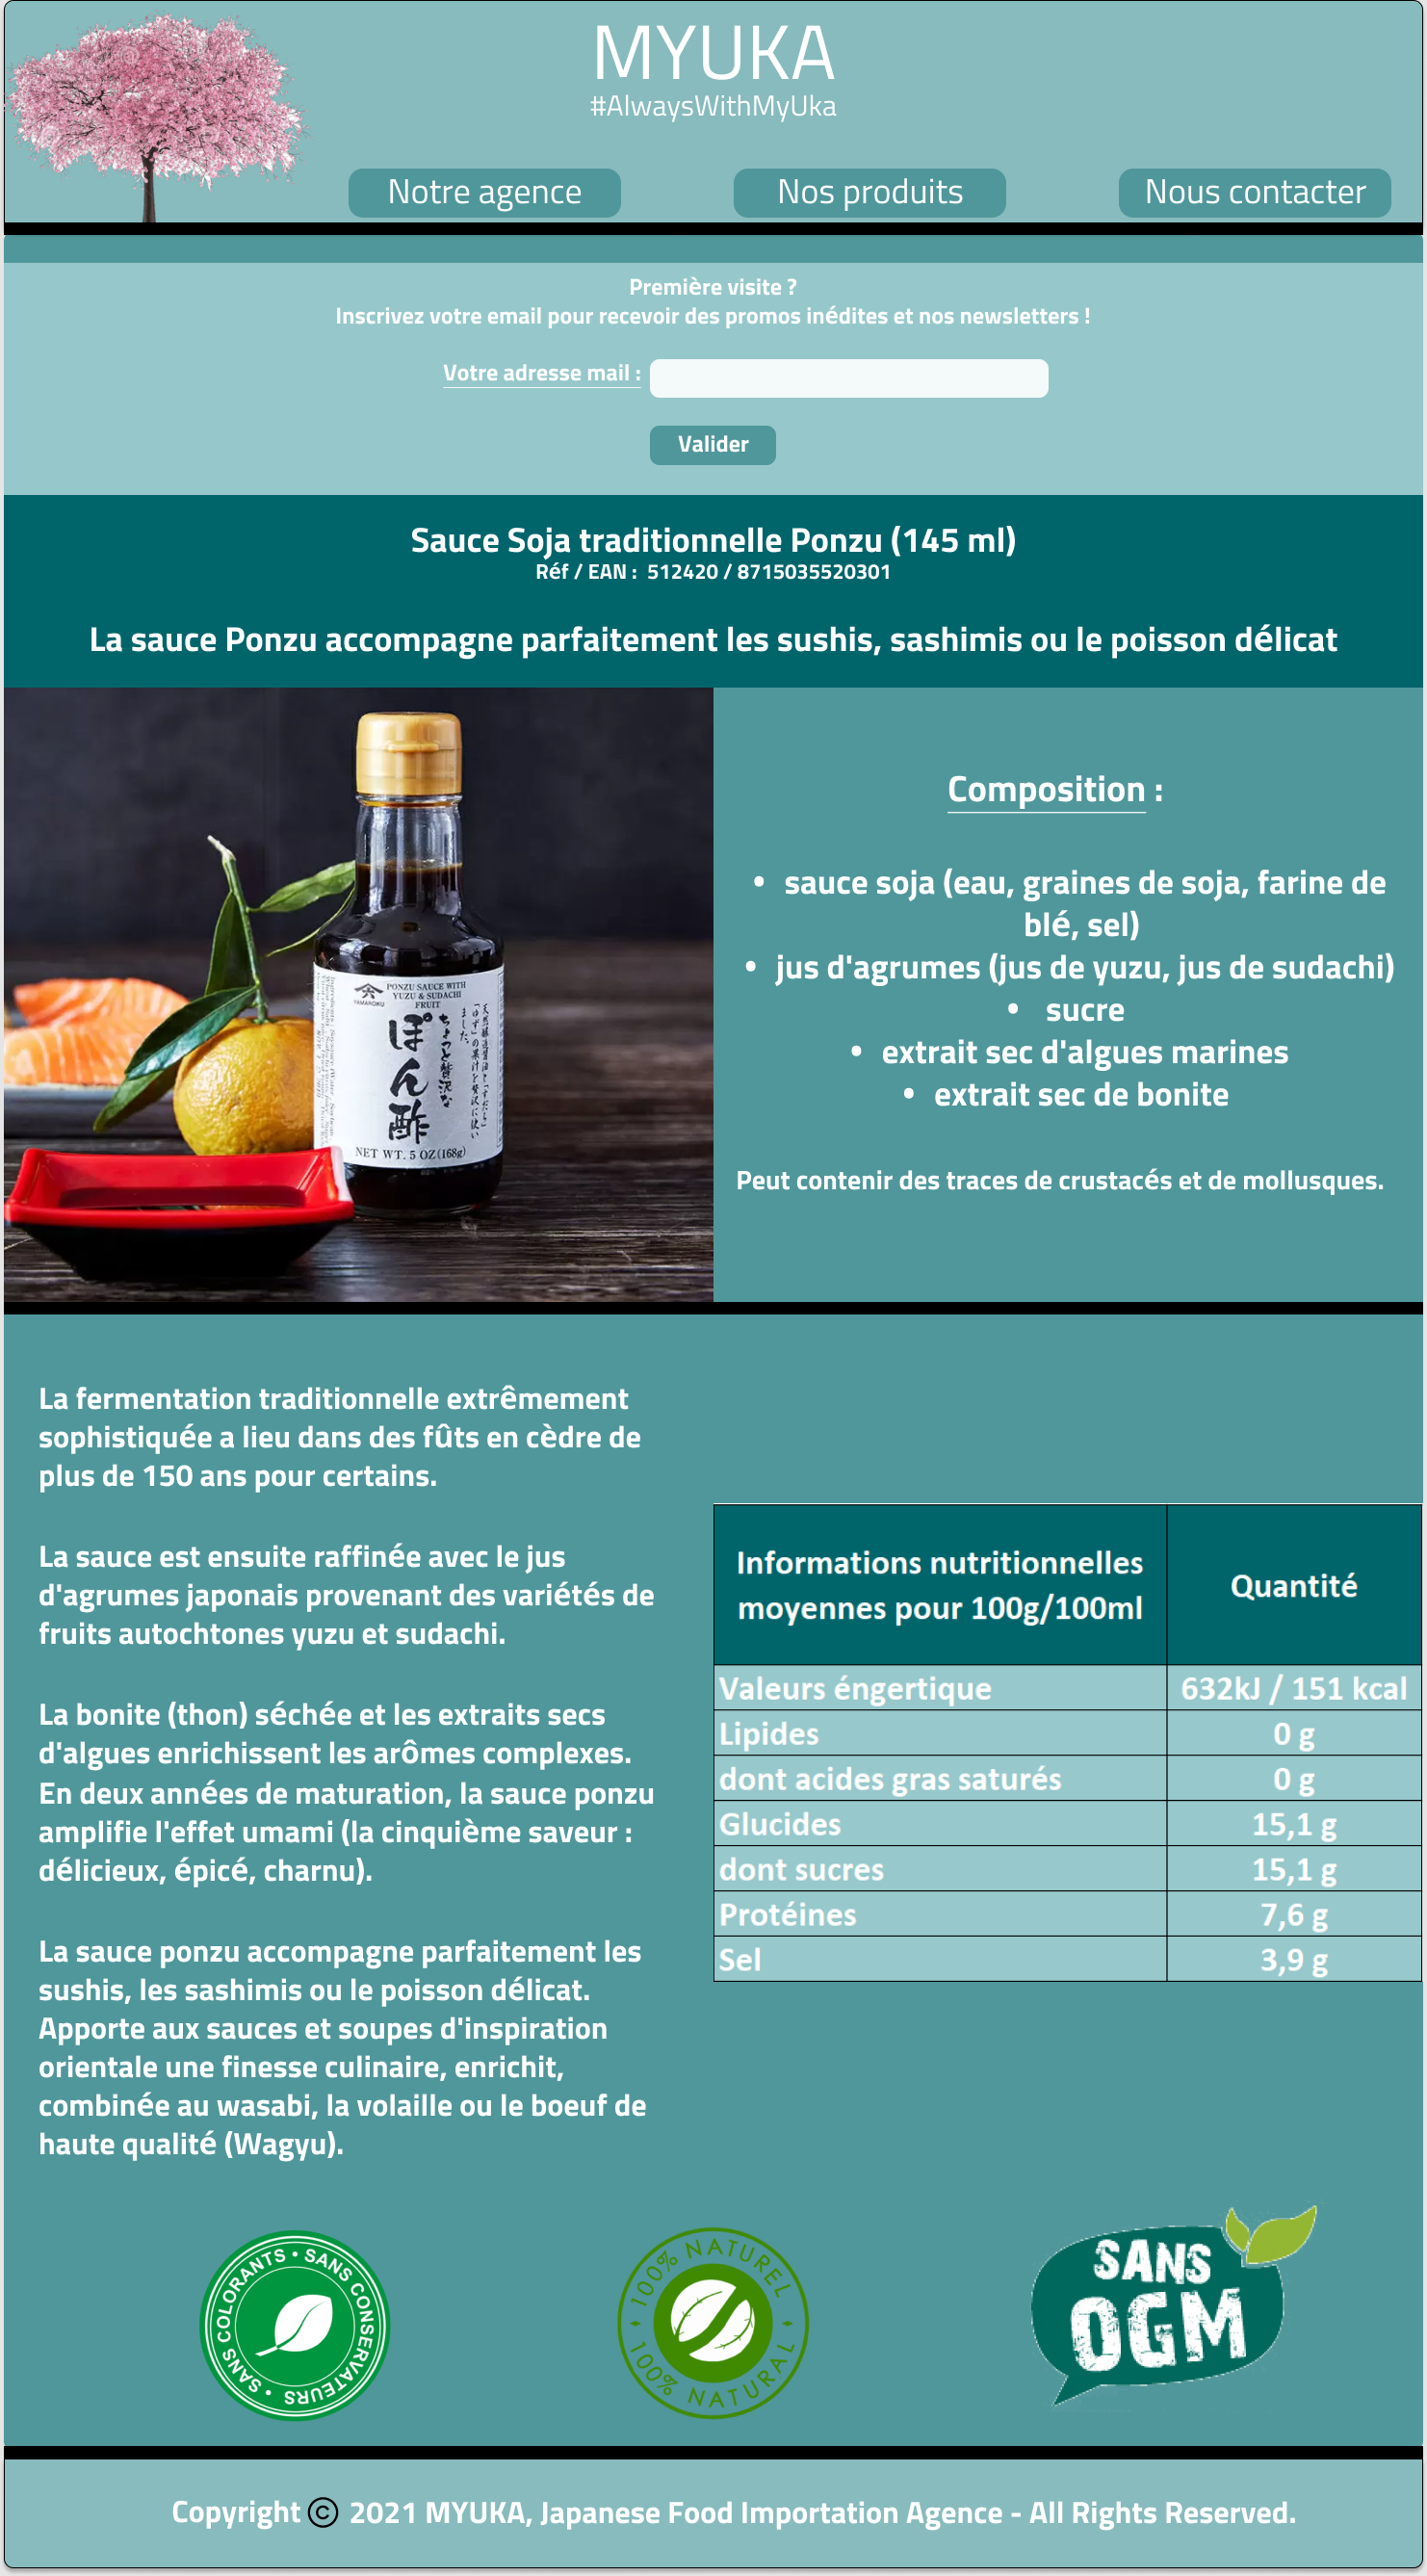 MYUKA
#AlwaysWithMyUka
Notre agence
Nos produits
Nous contacter
Première visite ?
Inscrivez votre email pour recevoir des promos inédites et nos newsletters !
Votre adresse mail :
Valider
Sauce Soja traditionnelle Ponzu (145 ml)
Réf / EAN : 512420 / 8715035520301
La sauce Ponzu accompagne parfaitement les sushis, sashimis ou le poisson délicat
YAMAROKU
PONZU SAUCE WITH
YUZU & SUDACHI
FRUIT
ぽん酢
ちょっと贅沢な
NET WT. 5 OZ (168g)
Composition :
• sauce soja (eau, graines de soja, farine de
blé, sel)
• jus d'agrumes (jus de yuzu, jus de sudachi)
• sucre
• extrait sec d'algues marines
• extrait sec de bonite
Peut contenir des traces de crustacés et de mollusques.
La fermentation traditionnelle extrêmement
sophistiquée a lieu dans des fûts en cèdre de
plus de 150 ans pour certains.
La sauce est ensuite raffinée avec le jus
d'agrumes japonais provenant des variétés de
fruits autochtones yuzu et sudachi.
La bonite (thon) séchée et les extraits secs
d'algues enrichissent les arômes complexes.
En deux années de maturation, la sauce ponzu
amplifie l'effet umami (la cinquième saveur :
délicieux, épicé, charnu).
La sauce ponzu accompagne parfaitement les
sushis, les sashimis ou le poisson délicat.
Apporte aux sauces et soupes d'inspiration
orientale une finesse culinaire, enrichit,
combinée au wasabi, la volaille ou le boeuf de
haute qualité (Wagyu).
Informations nutritionnelles
moyennes pour 100g/100ml
Quantité
Valeurs éngertique 632kJ / 151 kcal
Lipides 0 g
dont acides gras saturés 0 g
Glucides 15,1 g
dont sucres 15,1 g
Protéines 7,6 g
Sel 3,9 g
SANS COLORANTS • SANS CONSERVATEURS •
100% NATUREL
100% NATURAL
SANS
OGM
Copyright © 2021 MYUKA, Japanese Food Importation Agence - All Rights Reserved.